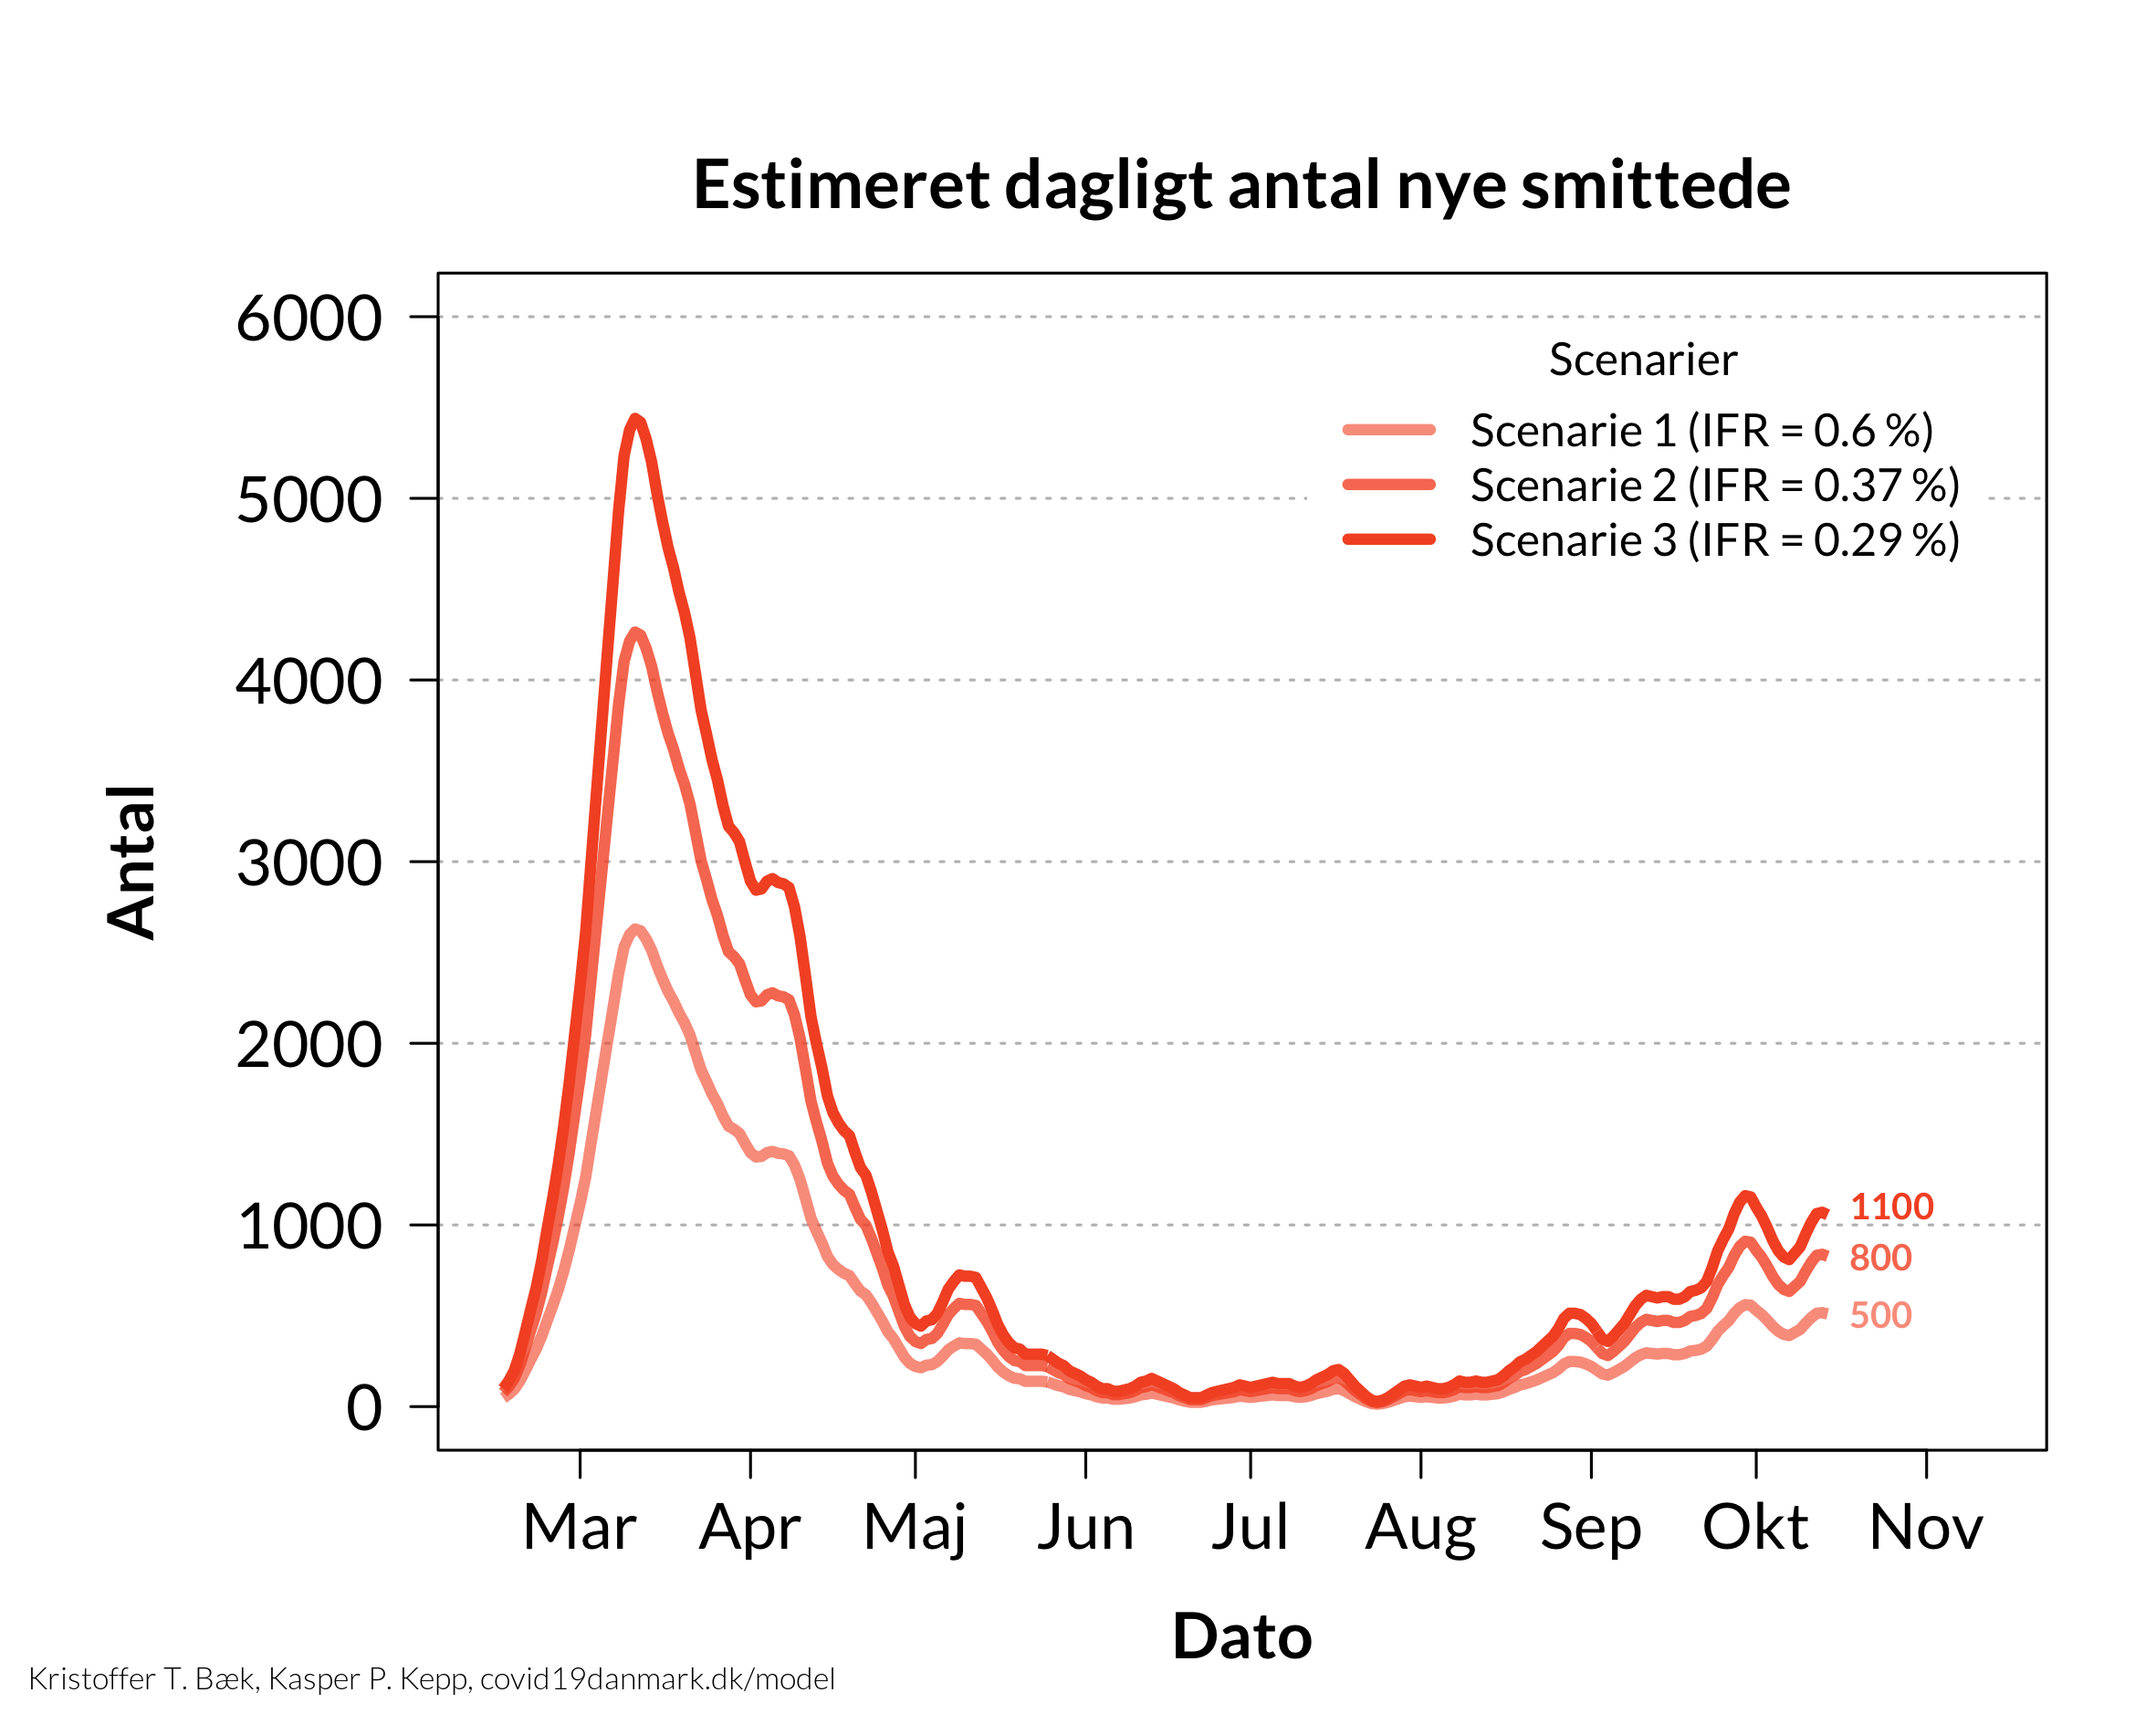 Estimeret dagligt antal nye smittede
Antal
6000
5000
4000
3000
2000
1000
0
Scenarier
Scenarie 1 (IFR = 0.6 %)
Scenarie 2 (IFR = 0.37 %)
Scenarie 3 (IFR = 0.29 %)
1100
800
500
Mar Apr Maj Jun Jul Aug Sep Okt Nov
Dato
Kristoffer T. Bæk, Kasper P. Kepp, covid19danmark.dk/model